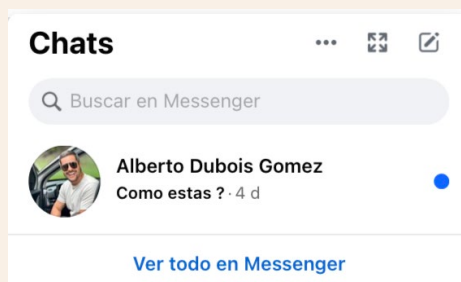 Chats
Buscar en Messenger
Alberto Dubois Gomez
Como estas ? · 4 d
Ver todo en Messenger